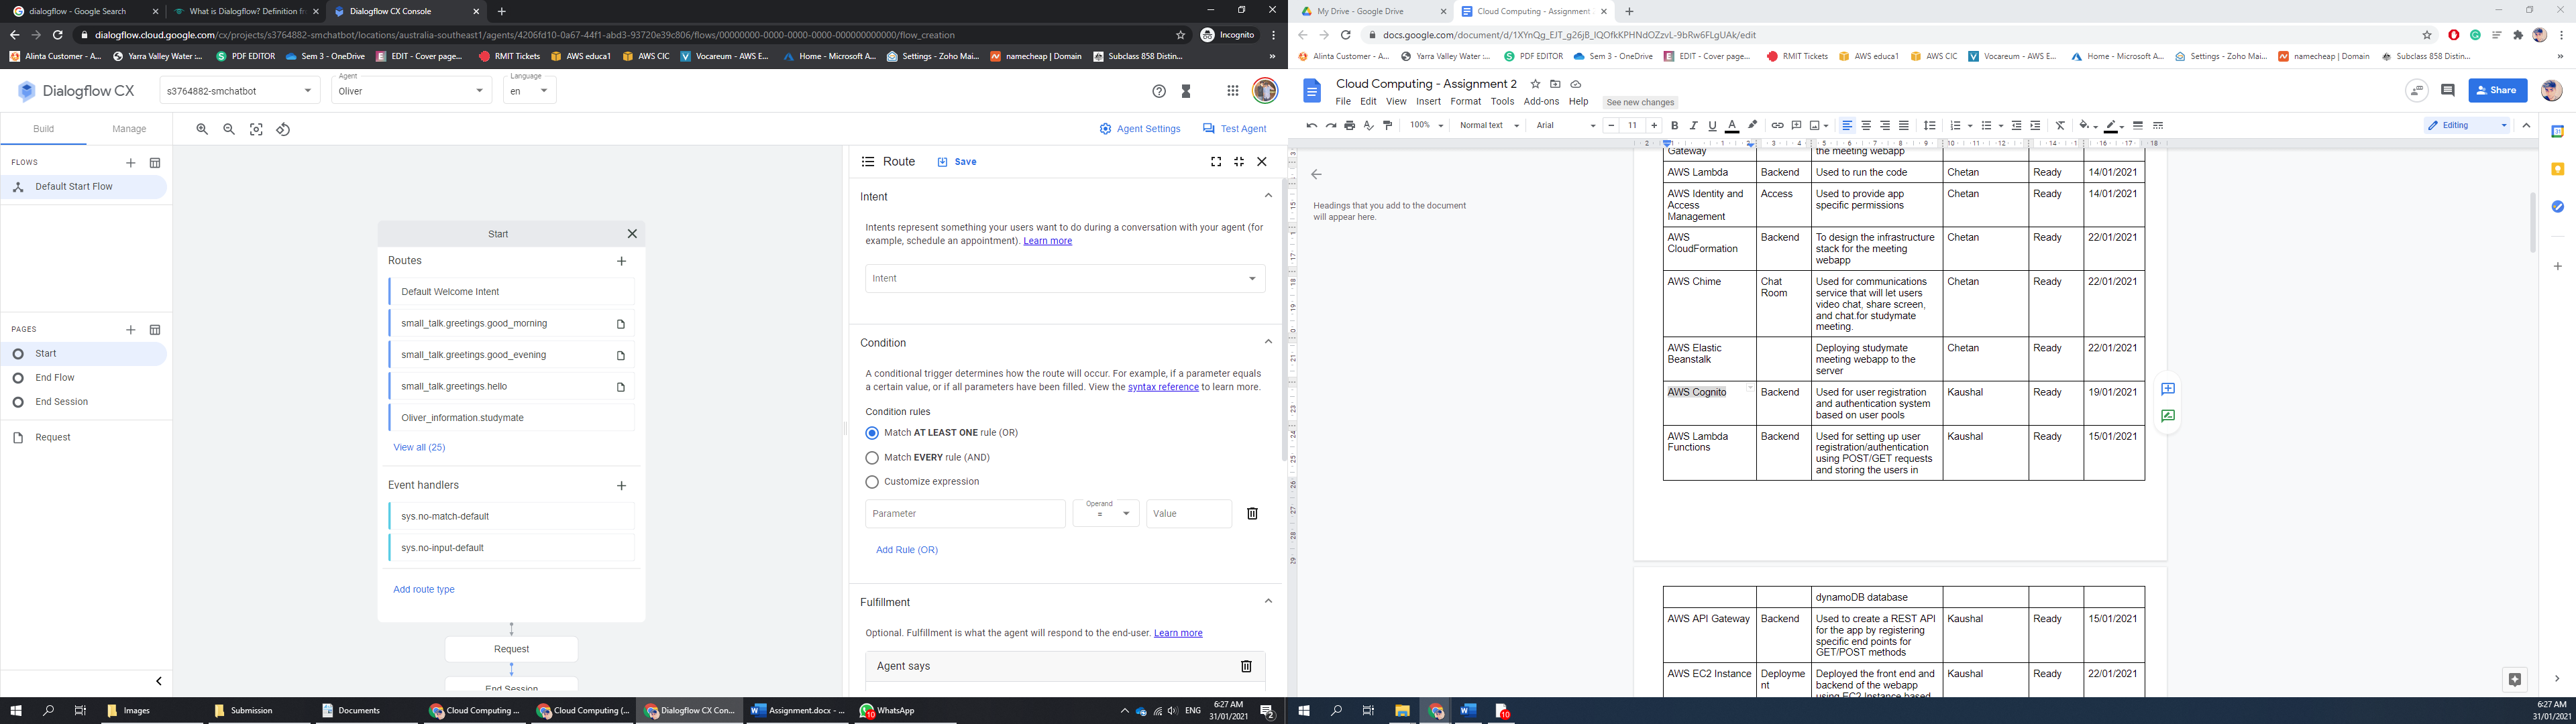 dialogflow - Google Search
What is Dialogflow? Definition fr
Dialogflow CX Console
dialogflow.cloud.google.com/cx/projects/s3764882-smchatbot/locations/australia-southeast1/agents/4206fd10-0a67-44f1-abd3-93720e39c806/flows/00000000-0000-0000-0000-000000000000/flow_creation
Incognito
Alinta Customer - A...
Yarra Valley Water :...
PDF EDITOR
Sem 3 - OneDrive
EDIT - Cover page...
RMIT Tickets
AWS educa1
AWS CIC
Vocareum - AWS E...
Home - Microsoft A...
Settings - Zoho Mai...
namecheap | Domain
Subclass 858 Distin...
Dialogflow CX
s3764882-smchatbot
Agent
Oliver
Language
en
Build
Manage
Agent Settings
Test Agent
FLOWS
Default Start Flow
PAGES
Start
End Flow
End Session
Request
Start
Routes
Default Welcome Intent
small_talk.greetings.good_morning
small_talk.greetings.good_evening
small_talk.greetings.hello
Oliver_information.studymate
View all (25)
Event handlers
sys.no-match-default
sys.no-input-default
Add route type
Request
End Session
Route
Save
Intent
Intents represent something your users want to do during a conversation with your agent (for
example, schedule an appointment). Learn more
Intent
Condition
A conditional trigger determines how the route will occur. For example, if a parameter equals
a certain value, or if all parameters have been filled. View the syntax reference to learn more.
Condition rules
Match AT LEAST ONE rule (OR)
Match EVERY rule (AND)
Customize expression
Parameter
Operand
=
Value
Add Rule (OR)
Fulfillment
Optional. Fulfillment is what the agent will respond to the end-user. Learn more
Agent says
Images
Submission
Documents
Cloud Computing ...
Cloud Computing (...
Dialogflow CX Con...
Assignment.docx - ...
WhatsApp
10
ENG
6:27 AM
31/01/2021
2
My Drive - Google Drive
Cloud Computing - Assignment
docs.google.com/document/d/1XYnQg_EJT_g26jB_IQOfkKPHNdOZzvL-9bRw6FLgUAk/edit
Alinta Customer - A...
Yarra Valley Water :...
PDF EDITOR
Sem 3 - OneDrive
EDIT - Cover page...
RMIT Tickets
AWS educa1
AWS CIC
Vocareum - AWS E...
Home - Microsoft A...
Settings - Zoho Mai...
namecheap | Domain
Subclass 858 Distin...
Cloud Computing - Assignment 2
File Edit View Insert Format Tools Add-ons Help See new changes
Share
100%
Normal text
Arial
11
B I U A
Editing
Headings that you add to the document
will appear here.
Gateway the meeting webapp
AWS Lambda Backend Used to run the code Chetan Ready 14/01/2021
AWS Identity and Access Used to provide app Chetan Ready 14/01/2021
Access specific permissions
Management
AWS Backend To design the infrastructure Chetan Ready 22/01/2021
CloudFormation stack for the meeting
webapp
AWS Chime Chat Used for communications Chetan Ready 22/01/2021
Room service that will let users
video chat, share screen,
and chat.for studymate
meeting.
AWS Elastic Deploying studymate Chetan Ready 22/01/2021
Beanstalk meeting webapp to the
server
AWS Cognito Backend Used for user registration Kaushal Ready 19/01/2021
and authentication system
based on user pools
AWS Lambda Backend Used for setting up user Kaushal Ready 15/01/2021
Functions registration/authentication
using POST/GET requests
and storing the users in
dynamoDB database
AWS API Gateway Backend Used to create a REST API Kaushal Ready 15/01/2021
for the app by registering
specific end points for
GET/POST methods
AWS EC2 Instance Deployme Deployed the front end and Kaushal Ready 22/01/2021
nt backend of the webapp
using EC2 Instance based
10
6:27 AM
31/01/2021